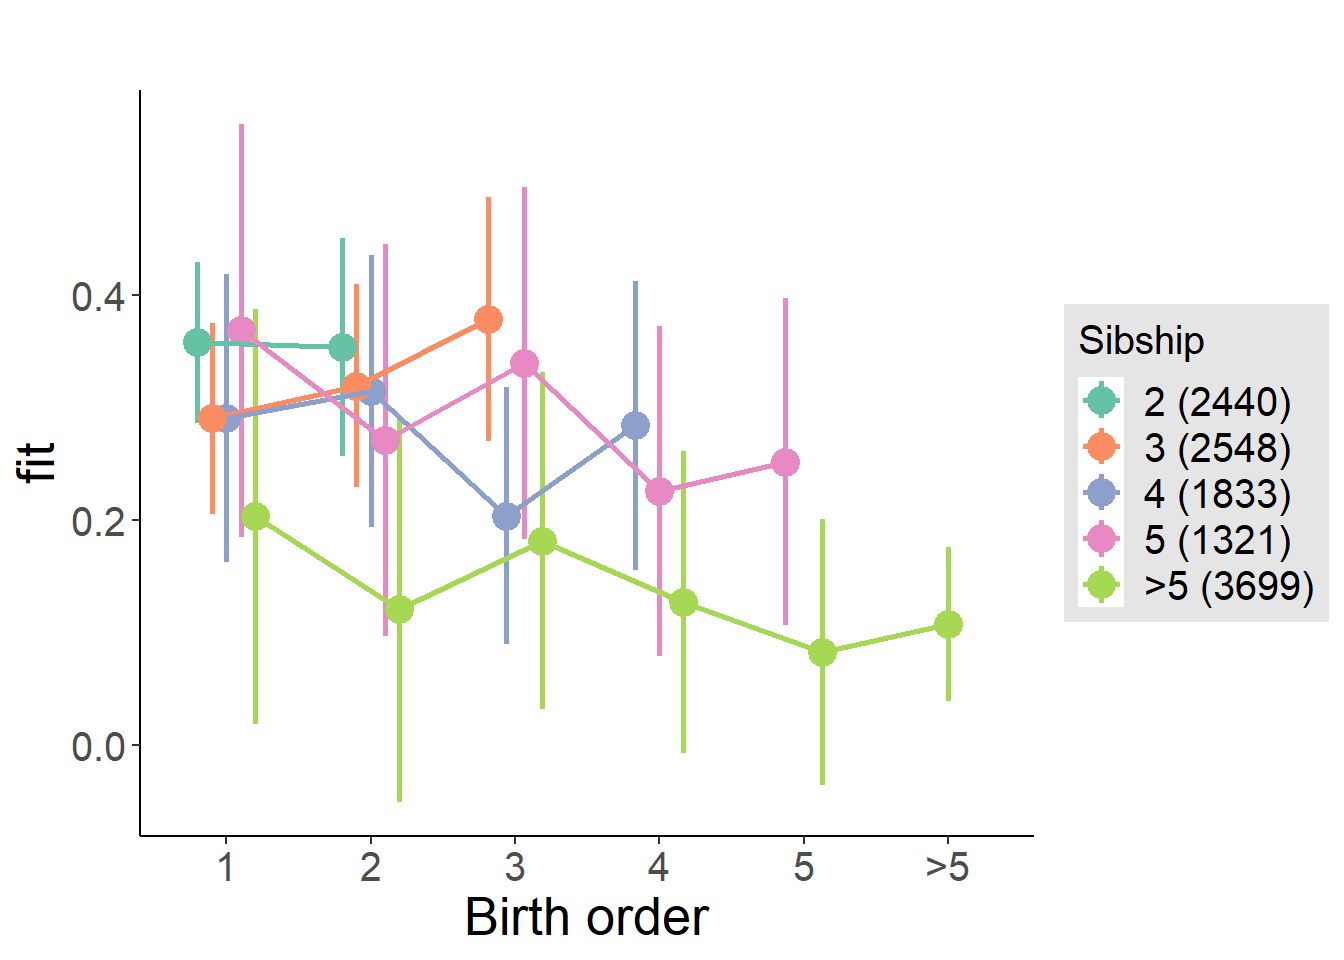 fit
0.4
0.2
0.0
1 2 3 4 5 >5
Birth order
Sibship
2 (2440)
3 (2548)
4 (1833)
5 (1321)
>5 (3699)